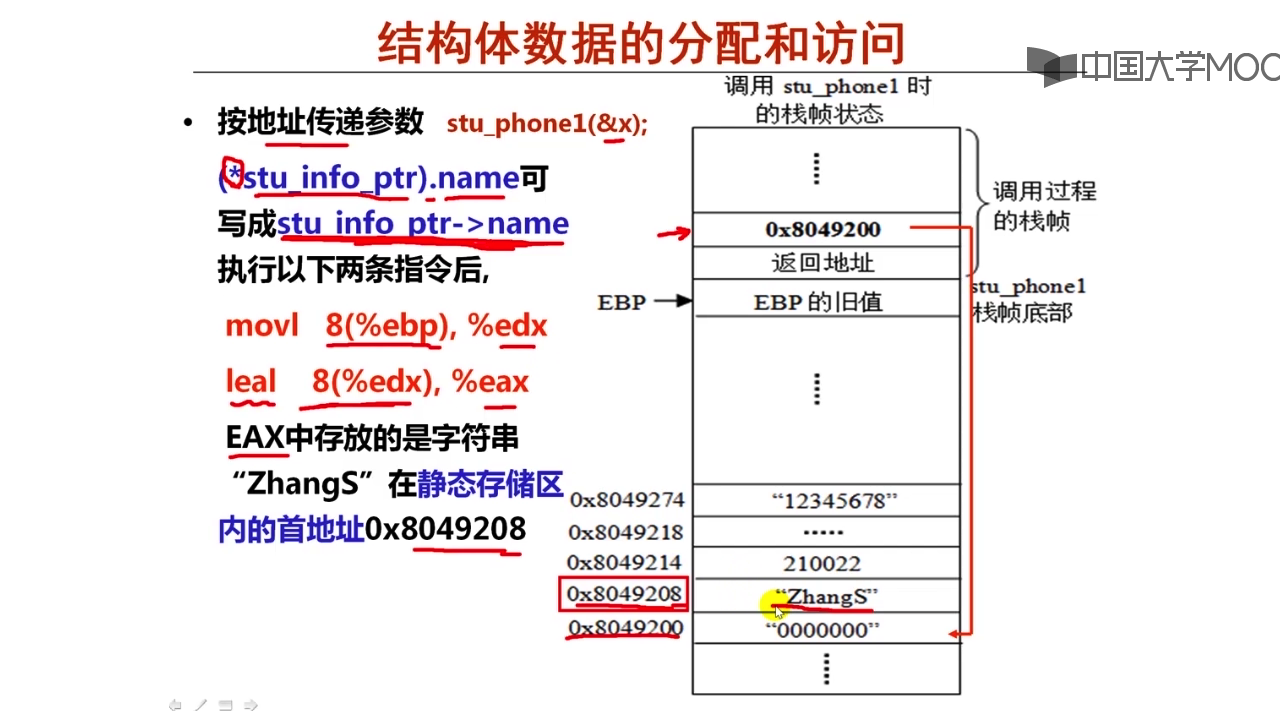 结构体数据的分配和访问
中国大学MOO
• 按地址传递参数 stu_phone1(&x);
(*stu_info_ptr).name可
写成stu_info_ptr->name
执行以下两条指令后,
movl 8(%ebp), %edx
leal 8(%edx), %eax
EAX中存放的是字符串
“ZhangS”在静态存储区
内的首地址0x8049208
调用 stu_phone1 时
的栈帧状态
0x8049200
返回地址
EBP
EBP 的旧值
调用过程
的栈帧
stu_phone1
栈帧底部
0x8049274 “12345678”
0x8049218 ·····
0x8049214 210022
0x8049208 “ZhangS”
0x8049200 “0000000”